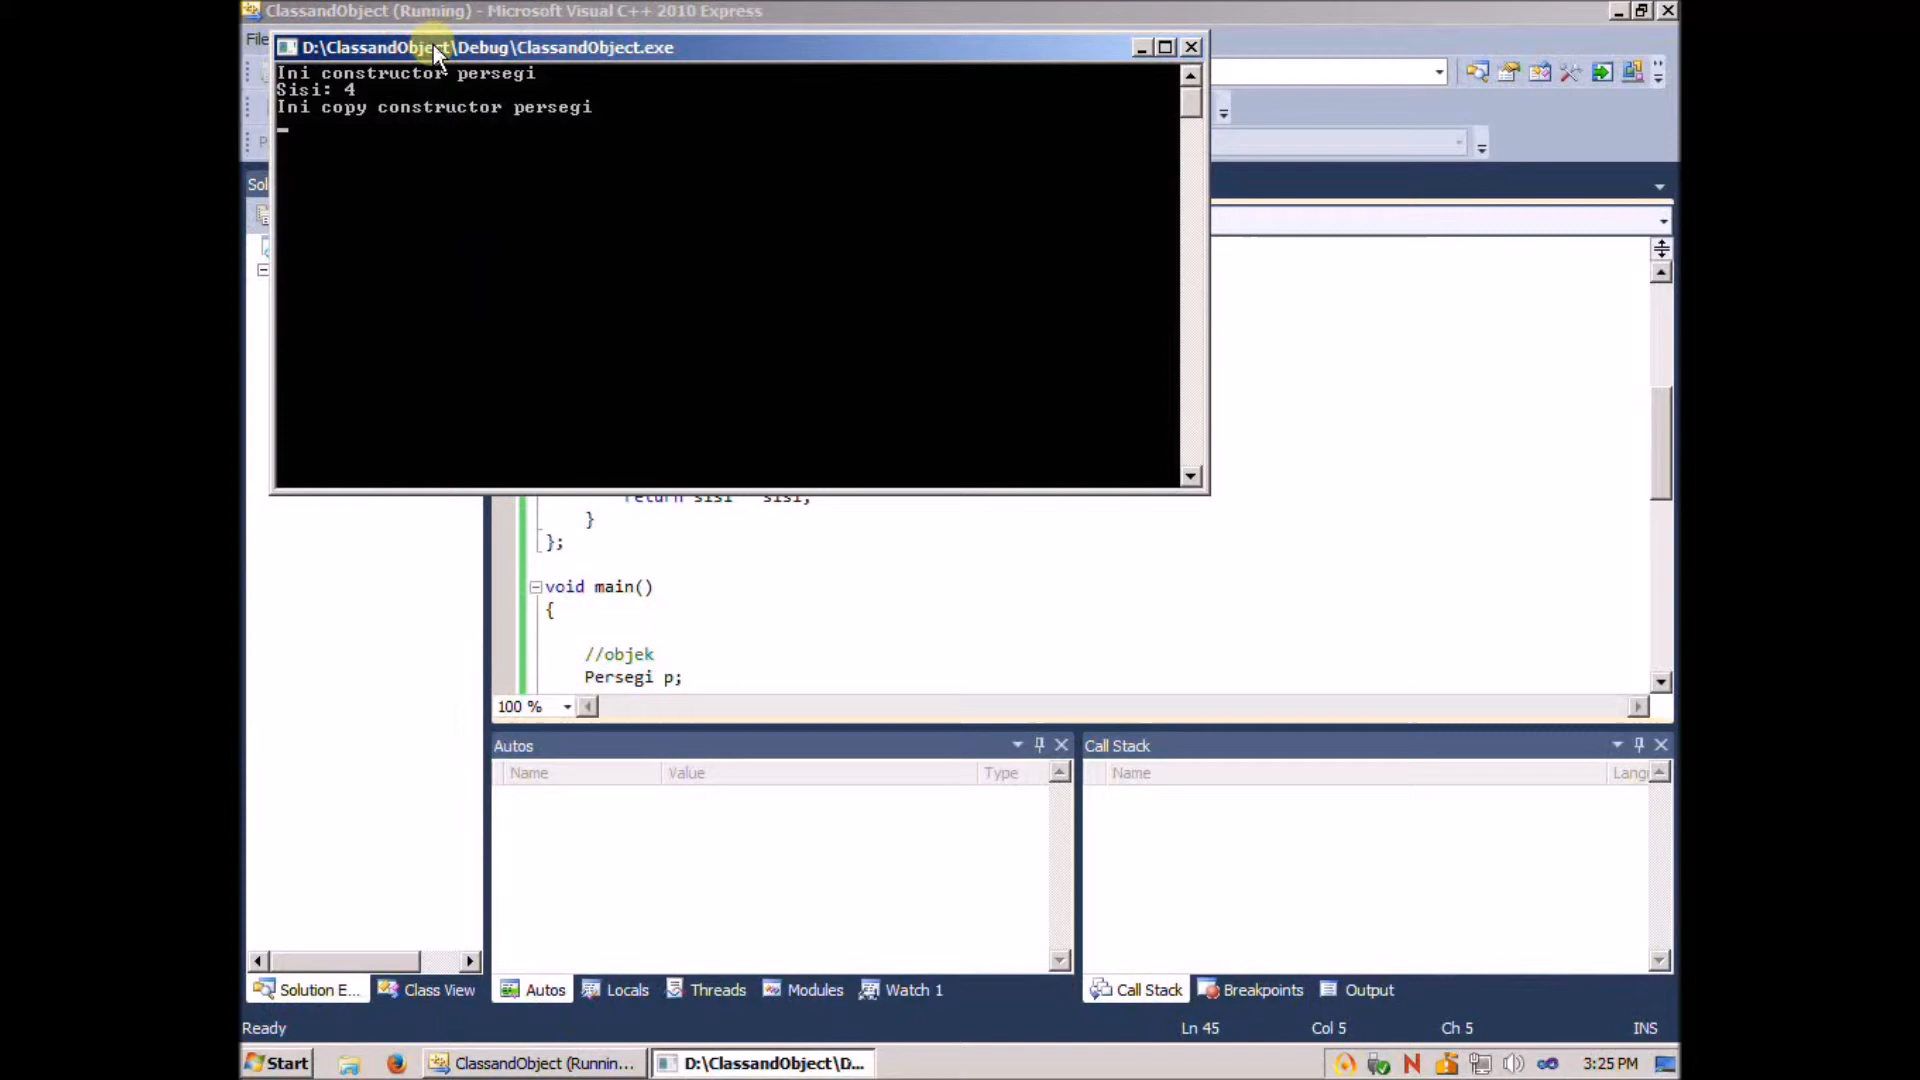 ClassandObject (Running) - Microsoft Visual C++ 2010 Express
File
D:\ClassandObject\Debug\ClassandObject.exe
Ini constructor persegi
Sisi: 4
Ini copy constructor persegi
Sol
}
};
void main()
{
//objek
Persegi p;
100 %
Autos
Call Stack
Name
Value
Type
Name
Solution E...
Class View
Autos
Locals
Threads
Modules
Watch 1
Call Stack
Breakpoints
Output
Ready
Ln 45
Col 5
Ch 5
INS
Start
ClassandObject (Runnin...
D:\ClassandObject\D...
3:25 PM